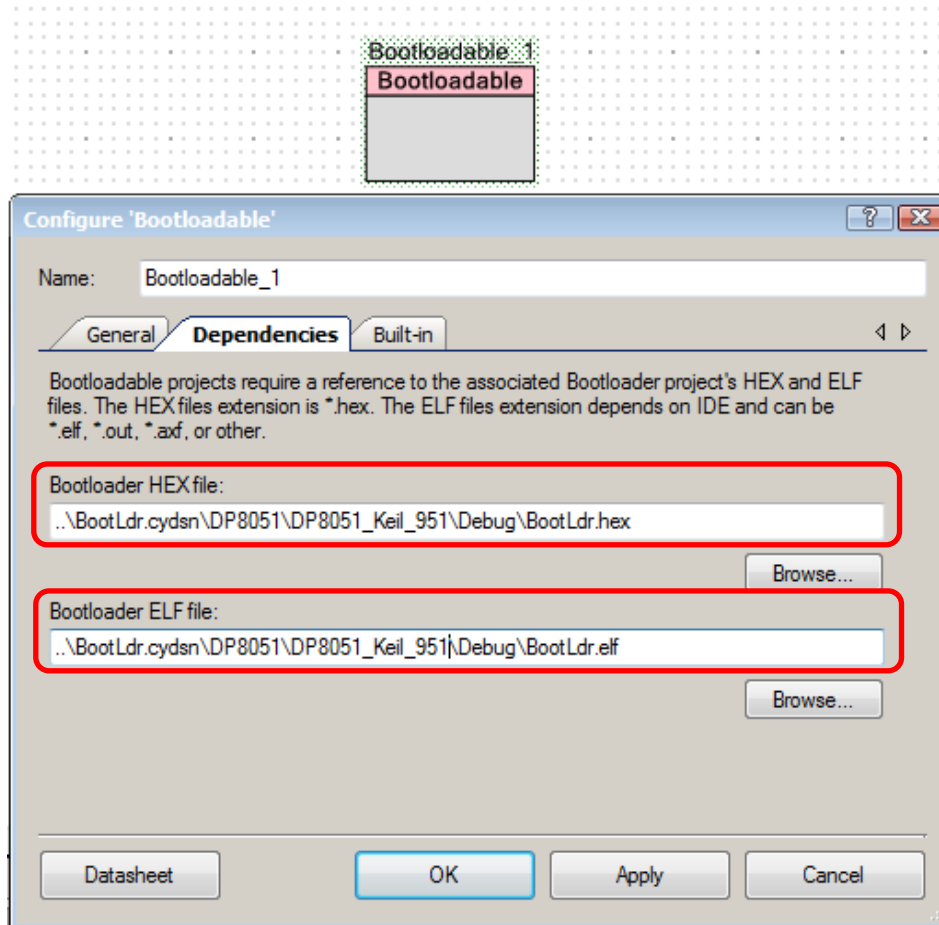 Bootloadable_1
Bootloadable
Configure 'Bootloadable'
Name: Bootloadable_1
General Dependencies Built-in
Bootloadable projects require a reference to the associated Bootloader project's HEX and ELF
files. The HEX files extension is *.hex. The ELF files extension depends on IDE and can be
*.elf, *.out, *.axf, or other.
Bootloader HEX file:
..\BootLdr.cydsn\DP8051\DP8051_Keil_951\Debug\BootLdr.hex
Browse...
Bootloader ELF file:
..\BootLdr.cydsn\DP8051\DP8051_Keil_951\Debug\BootLdr.elf
Browse...
Datasheet OK Apply Cancel